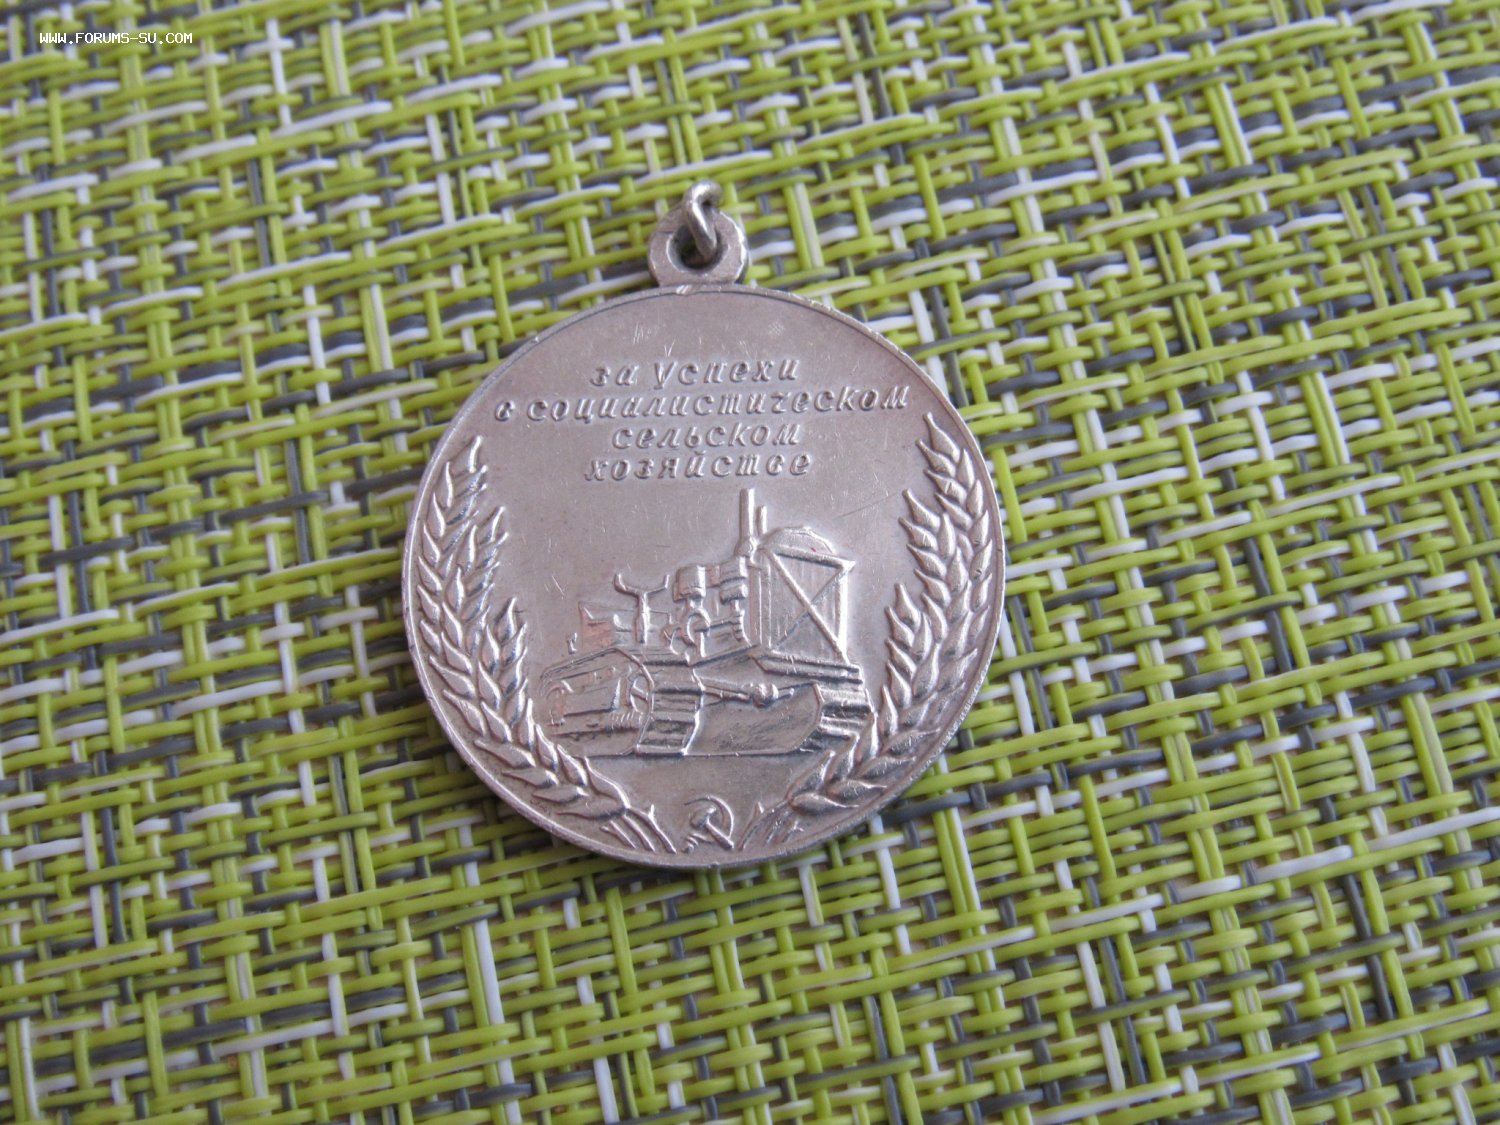 WWW.FORUMS-SU.COM
за успехи
в социалистическом
сельском
хозяйстве